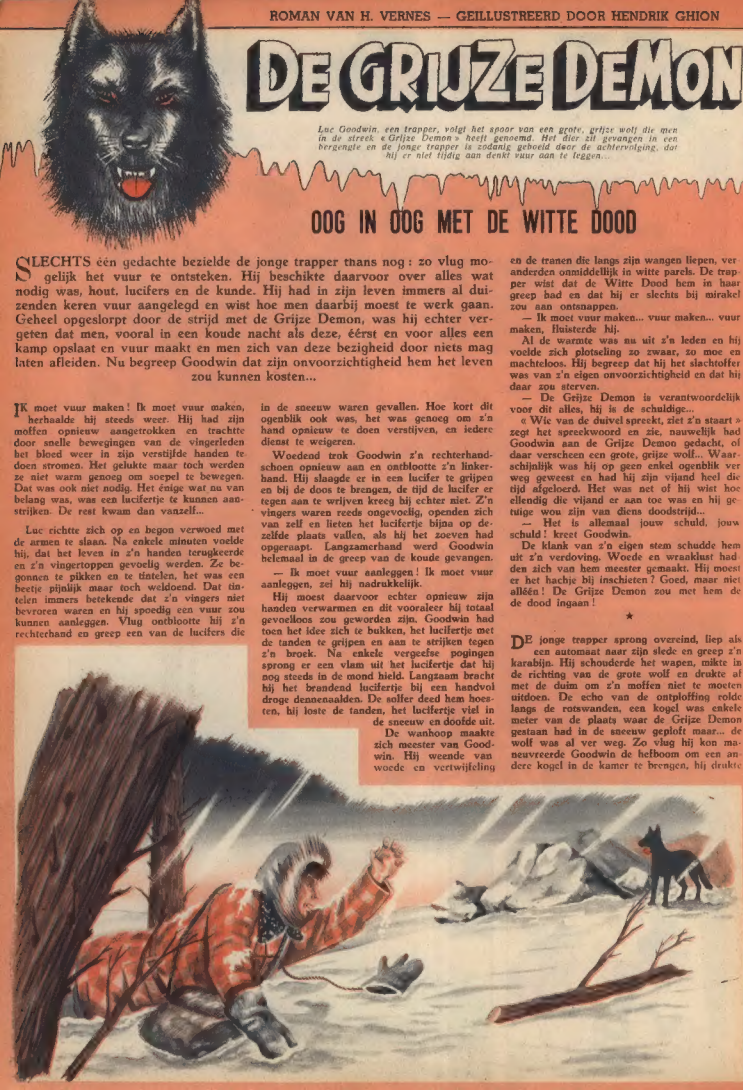 ROMAN VAN H. VERNES — GEILLUSTREERD DOOR HENDRIK GHION
DE GRIJZE DEMON
Luc Goodwin, een trapper, volgt het spoor van een grote, grijze wolf die men
in de streek « Grijze Demon » heeft genoemd. Het dier zit gevangen in een
bergengte en de jonge trapper is zodanig geboeid door de achtervolging, dat
hij er niet tijdig aan denkt vuur aan te leggen...
OOG IN OOG MET DE WITTE DOOD
SLECHTS één gedachte bezielde de jonge trapper thans nog : zo vlug mo-
gelijk het vuur te ontsteken. Hij beschikte daarvoor over alles wat
nodig was, hout, lucifers en de kunde. Hij had in zijn leven immers al dui-
zenden keren vuur aangelegd en wist hoe men daarbij moest te werk gaan.
Geheel opgeslorpt door de strijd met de Grijze Demon, was hij echter ver-
geten dat men, vooral in een koude nacht als deze, éérst en voor alles een
kamp opslaat en vuur maakt en men zich van deze bezigheid door niets mag
laten afleiden. Nu begreep Goodwin dat zijn onvoorzichtigheid hem het leven
zou kunnen kosten...
IK moet vuur maken ! Ik moet vuur maken,
herhaalde hij steeds weer. Hij had zijn
moffen opnieuw aangetrokken en trachtte
door snelle bewegingen van de vingerleden
het bloed weer in zijn verstijfde handen te
doen stromen. Het gelukte maar toch werden
ze niet warm genoeg om soepel te bewegen.
Dat was ook niet nodig. Het enige wat nu van
belang was, was een lucifertje te kunnen aan-
strijken. De rest kwam dan vanzelf...
Luc richtte zich op en begon verwoed met
de armen te slaan. Na enkele minuten voelde
hij, dat het leven in z'n handen terugkeerde
en z'n vingertoppen gevoelig werden. Ze be-
gonnen te pikken en te tintelen, het was een
beetje pijnlijk maar toch weldoend. Dat tin-
telen immers betekende dat z'n vingers niet
bevroren waren en hij spoedig een vuur zou
kunnen aanleggen. Vlug ontblootte hij z'n
rechterhand en greep een van de lucifers die
in de sneeuw waren gevallen. Hoe kort dit
ogenblik ook was, het was genoeg om z'n
hand opnieuw te doen verstijven, en iedere
dienst te weigeren.
Woedend trok Goodwin z'n rechterhand-
schoen opnieuw aan en ontblootte z'n linker-
hand. Hij slaagde er in een lucifer te grijpen
en bij de doos te brengen, de tijd de lucifer er
tegen aan te wrijven kreeg hij echter niet. Z'n
vingers waren reeds ongevoelig, openden zich
van zelf en lieten het lucifertje bijna op de-
zelfde plaats vallen, als hij het zoeven had
opgeraapt. Langzamerhand werd Goodwin
helemaal in de greep van de koude gevangen.
— Ik moet vuur aanleggen ! Ik moet vuur
aanleggen, zei hij nadrukkelijk.
Hij moest daarvoor echter opnieuw zijn
handen verwarmen en dit vooraleer hij totaal
gevoelloos zou geworden zijn. Goodwin had
toen het idee zich te bukken, het lucifertje met
de tanden te grijpen en aan te strijken tegen
z'n broek. Na enkele vergeefse pogingen
sprong er een vlam uit het lucifertje dat hij
nog steeds in de mond hield. Langzaam bracht
hij het brandend lucifertje bij een handvol
droge dennenaalden. De solfer deed hem hoes-
ten, hij loste de tanden, het lucifertje viel in
de sneeuw en doofde uit.
De wanhoop maakte
zich meester van Good-
win. Hij weende van
woede en vertwijfeling
en de tranen die langs zijn wangen liepen, ver-
anderden onmiddellijk in witte parels. De trap-
per wist dat de Witte Dood hem in haar
greep had en dat hij er slechts bij mirakel
zou aan ontsnappen.
— Ik moet vuur maken... vuur maken... vuur
maken, fluisterde hij.
Al de warmte was nu uit z'n leden en hij
voelde zich plotseling zo zwaar, zo moe en
machteloos. Hij begreep dat hij het slachtoffer
was van z'n eigen onvoorzichtigheid en dat hij
daar zou sterven.
— De Grijze Demon is verantwoordelijk
voor dit alles, hij is de schuldige...
« Wie van de duivel spreekt, ziet z'n staart »
zegt het spreekwoord en zie, nauwelijk had
Goodwin aan de Grijze Demon gedacht, of
daar verscheen een grote, grijze wolf... Waar-
schijnlijk was hij op geen enkel ogenblik ver
weg geweest en had hij zijn vijand heel die
tijd afgeloerd. Het was net of hij wist hoe
ellendig die vijand er aan toe was en hij ge-
tuige wou zijn van diens doodstrijd...
— Het is allemaal jouw schuld, jouw
schuld ! kreet Goodwin.
De klank van z'n eigen stem schudde hem
uit z'n verdoving. Woede en wraaklust had-
den zich van hem meester gemaakt. Hij moest
er het hachje bij inschieten ? Goed, maar niet
alléén ! De Grijze Demon zou met hem de
de dood ingaan !
★
DE jonge trapper sprong overeind, liep als
een automaat naar zijn slede en greep z'n
karabijn. Hij schouderde het wapen, mikte in
de richting van de grote wolf en drukte af
met de duim om z'n moffen niet te moeten
uitdoen. De echo van de ontploffing rolde
langs de rotswanden, een kogel was enkele
meter van de plaats waar de Grijze Demon
gestaan had in de sneeuw geploft maar... de
wolf was al ver weg. Zo vlug hij kon ma-
neuvreerde Goodwin de hefboom om een an-
dere kogel in de kamer te brengen, hij drukte